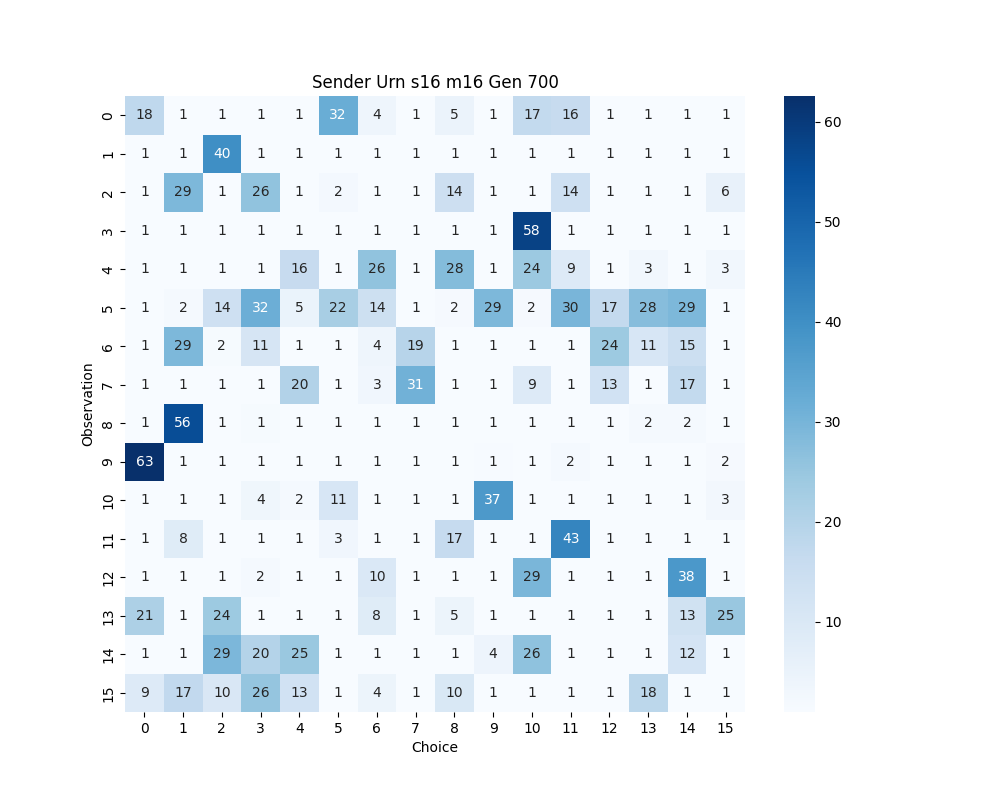 Sender Urn s16 m16 Gen 700
0 18 1 1 1 1 32 4 1 5 1 17 16 1 1 1 1
1 1 1 40 1 1 1 1 1 1 1 1 1 1 1 1 1
2 1 29 1 26 1 2 1 1 14 1 1 14 1 1 1 6
3 1 1 1 1 1 1 1 1 1 1 58 1 1 1 1 1
4 1 1 1 1 16 1 26 1 28 1 24 9 1 3 1 3
5 1 2 14 32 5 22 14 1 2 29 2 30 17 28 29 1
6 1 29 2 11 1 1 4 19 1 1 1 1 24 11 15 1
7 1 1 1 1 20 1 3 31 1 1 9 1 13 1 17 1
8 1 56 1 1 1 1 1 1 1 1 1 1 1 2 2 1
9 63 1 1 1 1 1 1 1 1 1 1 2 1 1 1 2
10 1 1 1 4 2 11 1 1 1 37 1 1 1 1 1 3
11 1 8 1 1 1 3 1 1 17 1 1 43 1 1 1 1
12 1 1 1 2 1 1 10 1 1 1 29 1 1 1 38 1
13 21 1 24 1 1 1 8 1 5 1 1 1 1 1 13 25
14 1 1 29 20 25 1 1 1 1 4 26 1 1 1 12 1
15 9 17 10 26 13 1 4 1 10 1 1 1 1 18 1 1
0 1 2 3 4 5 6 7 8 9 10 11 12 13 14 15
Choice
Observation
60
50
40
30
20
10